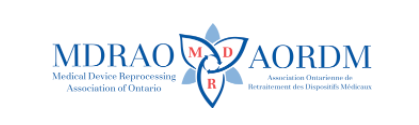 MDRAO
Medical Device Reprocessing
Association of Ontario
M D
R
AORDM
Association Ontarienne de
Retraitement des Dispositifs Médicaux